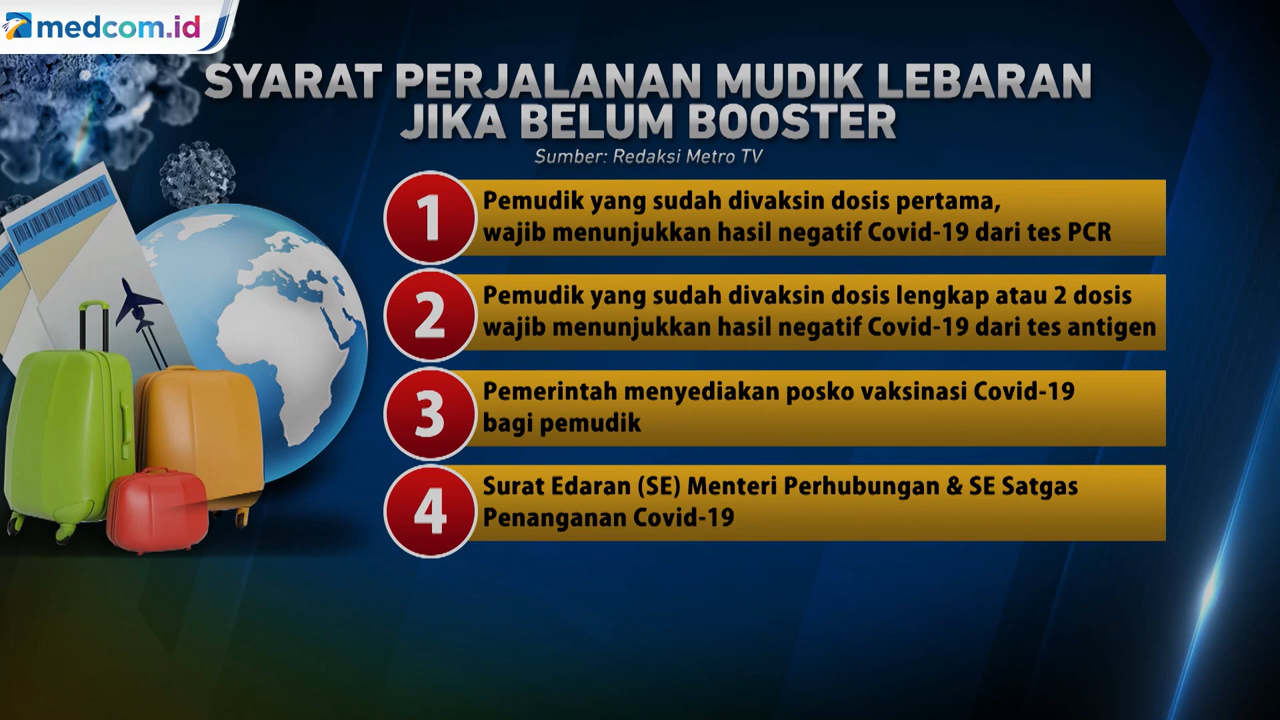 medcom.id
SYARAT PERJALANAN MUDIK LEBARAN
JIKA BELUM BOOSTER
Sumber: Redaksi Metro TV
1
Pemudik yang sudah divaksin dosis pertama,
wajib menunjukkan hasil negatif Covid-19 dari tes PCR
2
Pemudik yang sudah divaksin dosis lengkap atau 2 dosis
wajib menunjukkan hasil negatif Covid-19 dari tes antigen
3
Pemerintah menyediakan posko vaksinasi Covid-19
bagi pemudik
4
Surat Edaran (SE) Menteri Perhubungan & SE Satgas
Penanganan Covid-19